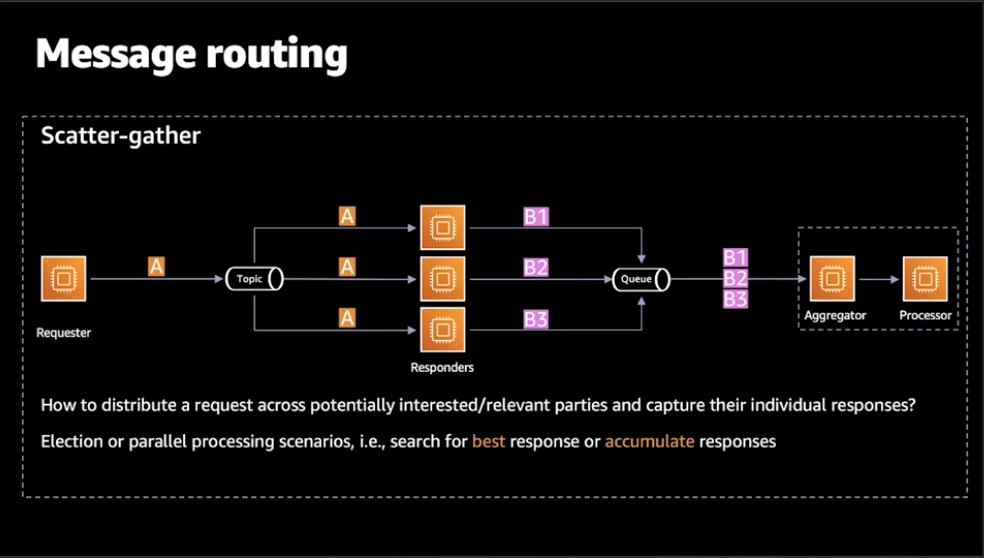 Message routing
Scatter-gather
A
B1
A
B2
B1
A
Topic
Queue
B2
B3
A
B3
Requester
Responders
Aggregator
Processor
How to distribute a request across potentially interested/relevant parties and capture their individual responses?
Election or parallel processing scenarios, i.e., search for best response or accumulate responses